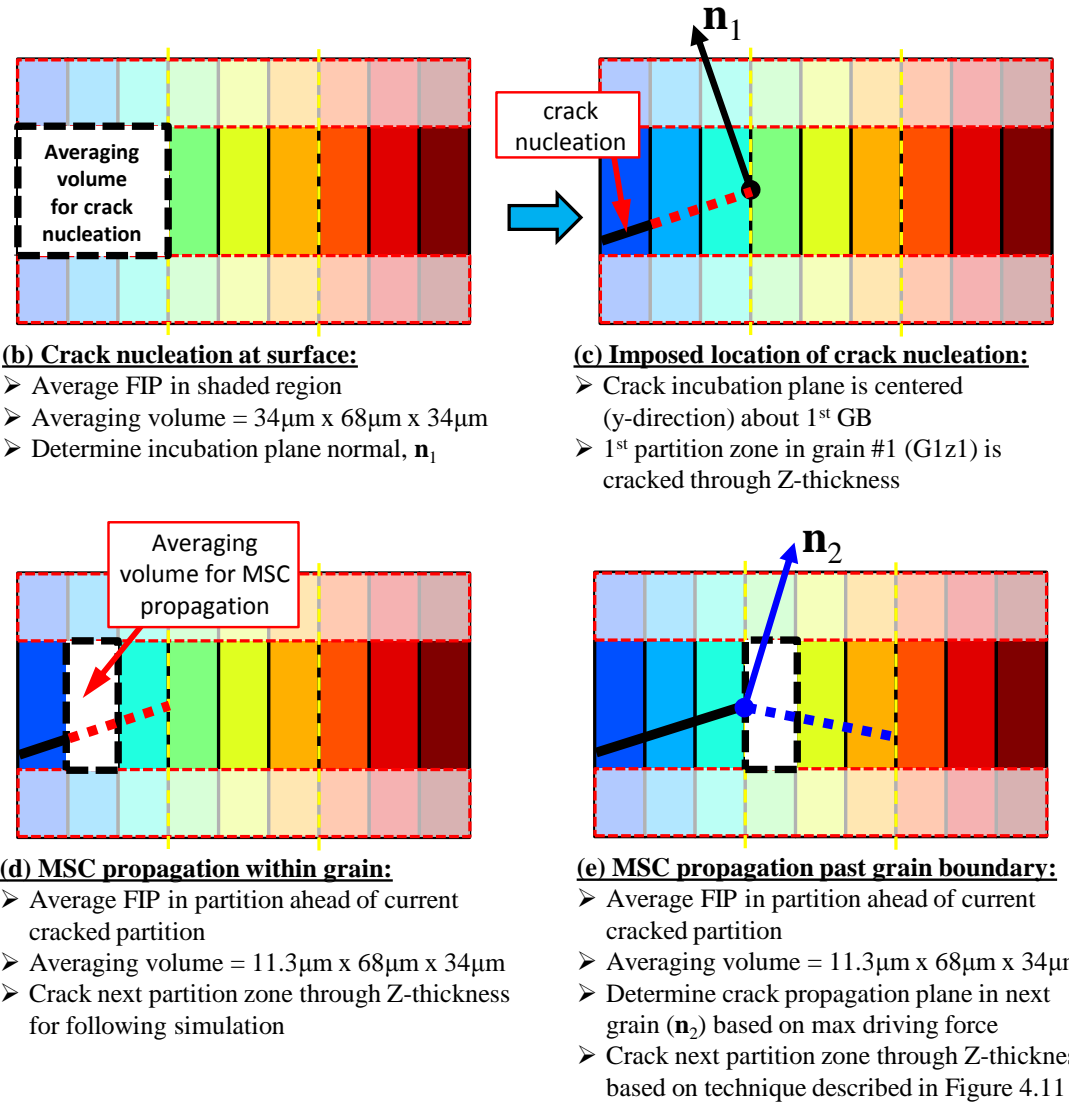 Averaging
volume
for crack
nucleation
(b) Crack nucleation at surface:
➢ Average FIP in shaded region
➢ Averaging volume = 34μm x 68μm x 34μm
➢ Determine incubation plane normal, n1
n1
crack
nucleation
(c) Imposed location of crack nucleation:
➢ Crack incubation plane is centered
(y-direction) about 1st GB
➢ 1st partition zone in grain #1 (G1z1) is
cracked through Z-thickness
Averaging
volume for MSC
propagation
(d) MSC propagation within grain:
➢ Average FIP in partition ahead of current
cracked partition
➢ Averaging volume = 11.3μm x 68μm x 34μm
➢ Crack next partition zone through Z-thickness
for following simulation
n2
(e) MSC propagation past grain boundary:
➢ Average FIP in partition ahead of current
cracked partition
➢ Averaging volume = 11.3μm x 68μm x 34μm
➢ Determine crack propagation plane in next
grain (n2) based on max driving force
➢ Crack next partition zone through Z-thicknes
based on technique described in Figure 4.11